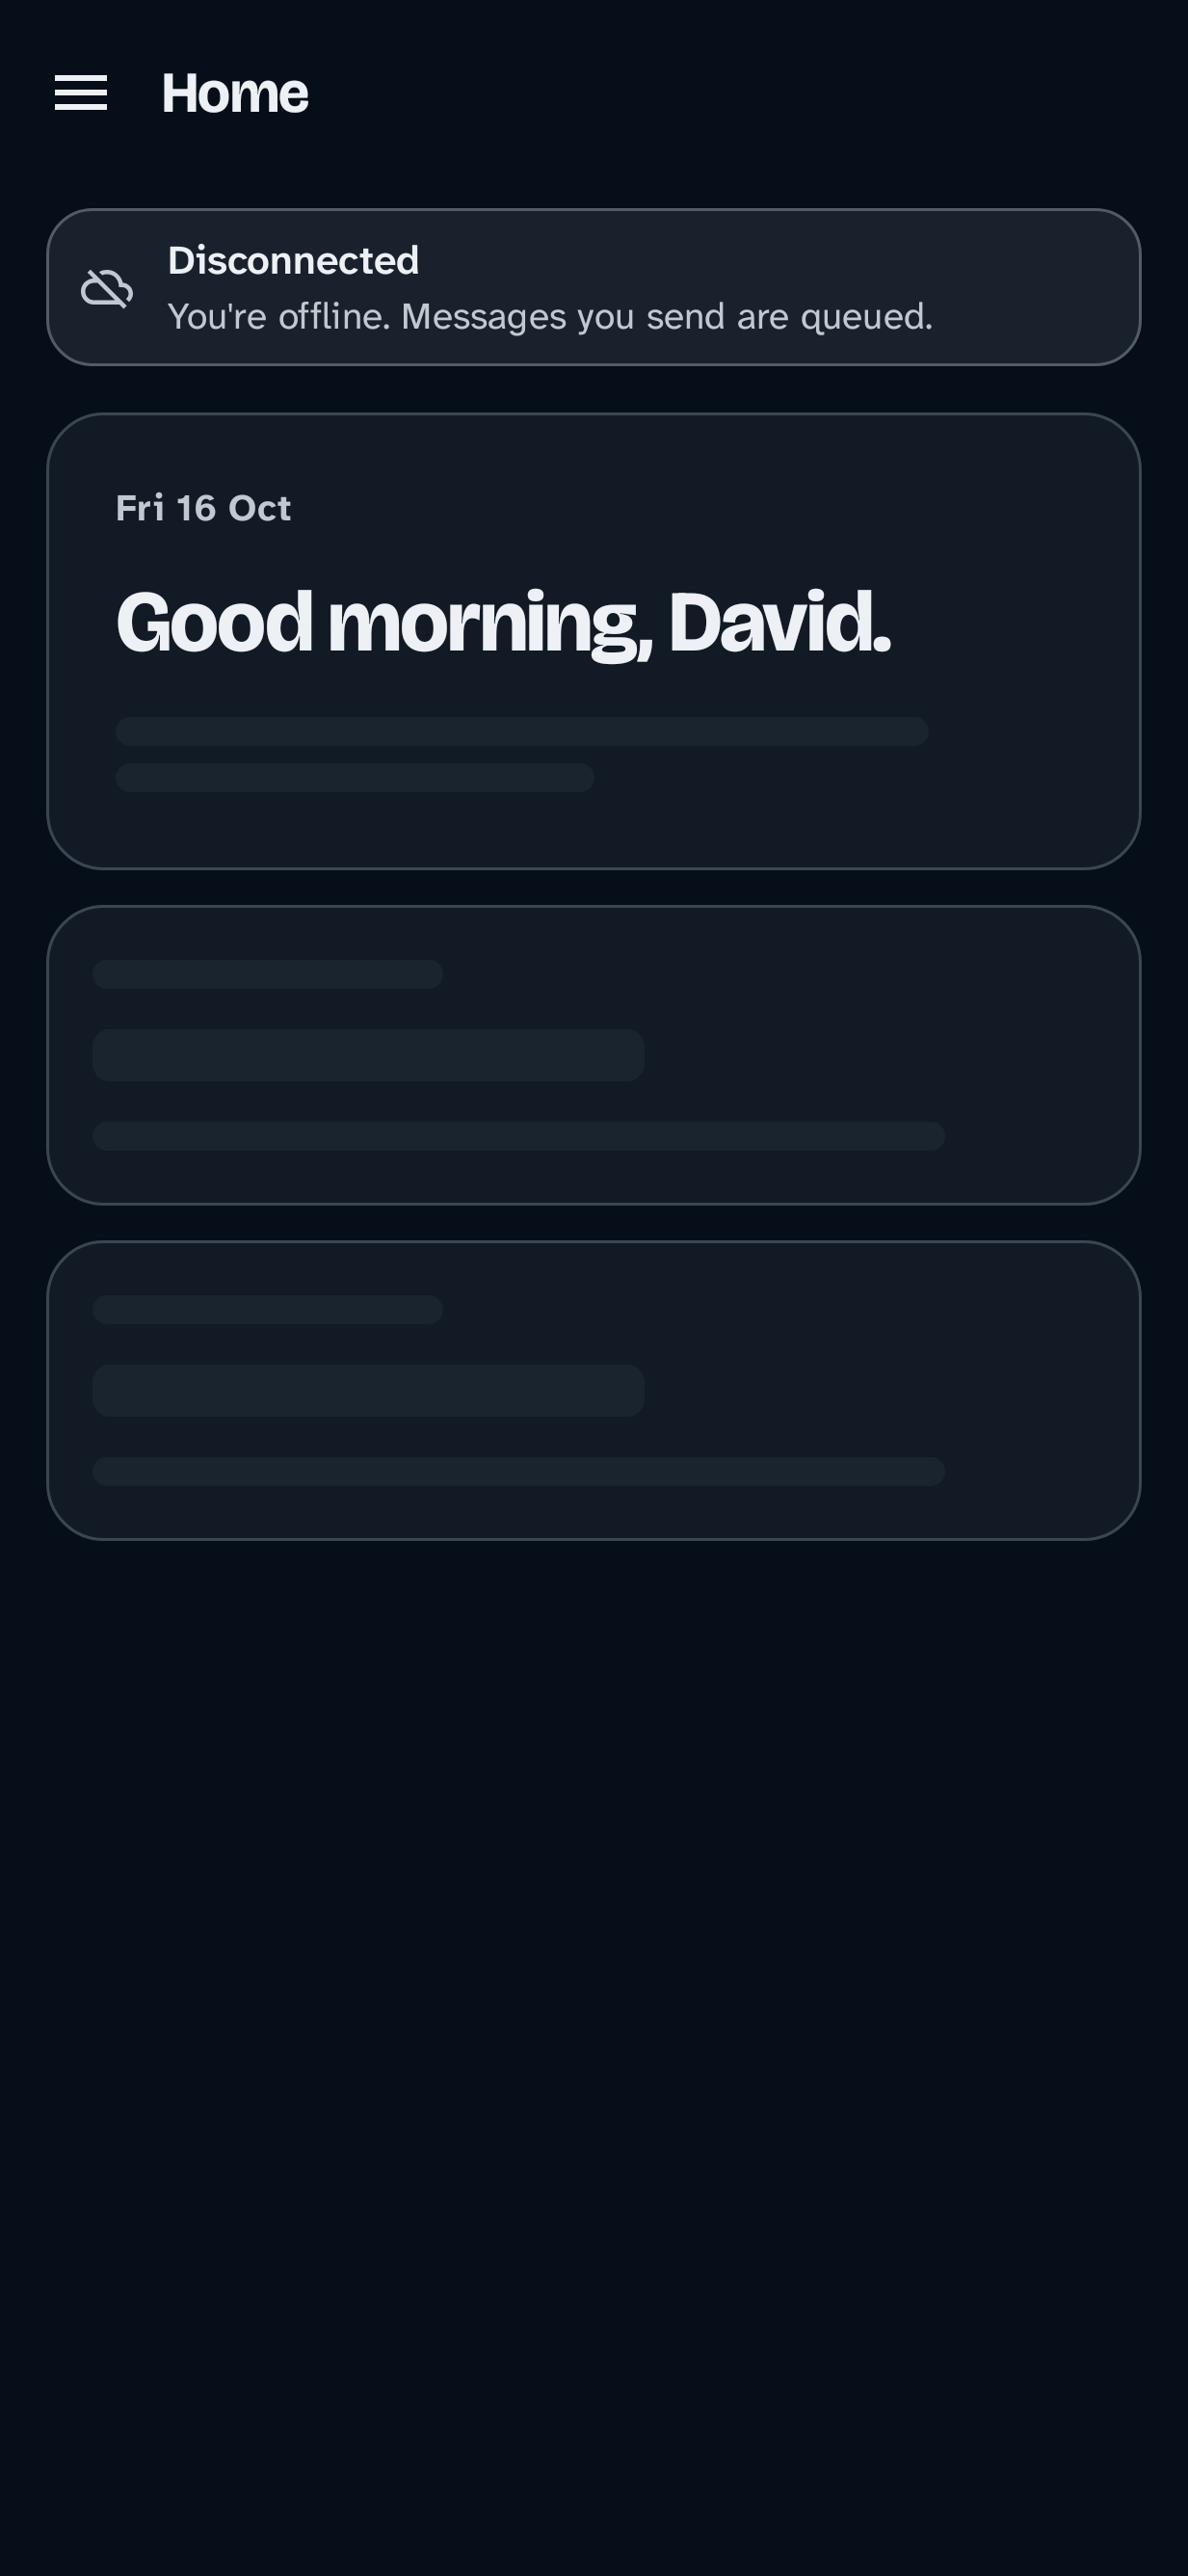 Home
Disconnected
You're offline. Messages you send are queued.
Fri 16 Oct
Good morning, David.